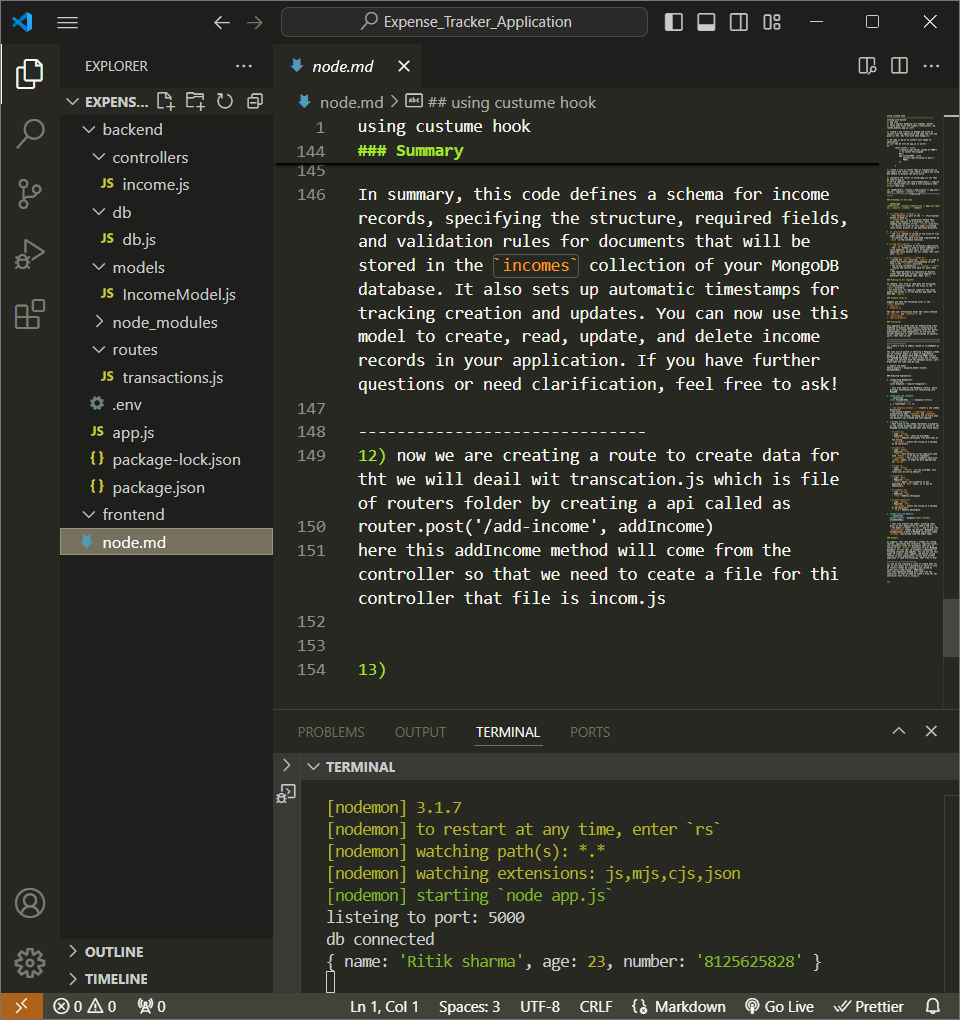 Expense_Tracker_Application
EXPLORER
node.md
EXPENS...
node.md > ## using custume hook
backend
controllers
JS income.js
db
JS db.js
models
JS IncomeModel.js
node_modules
routes
JS transactions.js
.env
JS app.js
{} package-lock.json
{} package.json
frontend
node.md
OUTLINE
TIMELINE
1 using custume hook
144 ### Summary
145
146 In summary, this code defines a schema for income
records, specifying the structure, required fields,
and validation rules for documents that will be
stored in the `incomes` collection of your MongoDB
database. It also sets up automatic timestamps for
tracking creation and updates. You can now use this
model to create, read, update, and delete income
records in your application. If you have further
questions or need clarification, feel free to ask!
147
148 -----------------------------
149 12) now we are creating a route to create data for
tht we will deail wit transcation.js which is file
of routers folder by creating a api called as
150 router.post('/add-income', addIncome)
151 here this addIncome method will come from the
controller so that we need to ceate a file for thi
controller that file is incom.js
152
153
154 13)
PROBLEMS OUTPUT TERMINAL PORTS
TERMINAL
[nodemon] 3.1.7
[nodemon] to restart at any time, enter `rs`
[nodemon] watching path(s): *.*
[nodemon] watching extensions: js,mjs,cjs,json
[nodemon] starting `node app.js`
listeing to port: 5000
db connected
{ name: 'Ritik sharma', age: 23, number: '8125625828' }
0 0 0 Ln 1, Col 1 Spaces: 3 UTF-8 CRLF {} Markdown Go Live Prettier